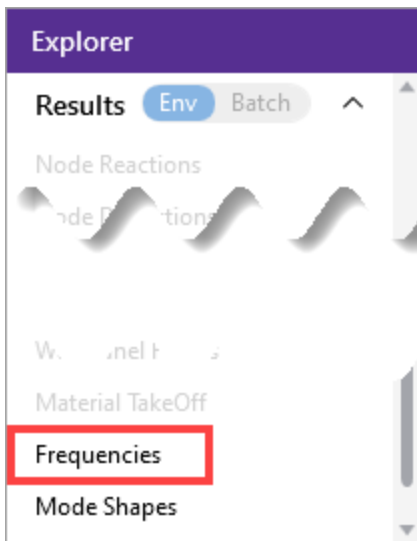 Explorer
Results Env Batch
Node Reactions
Material TakeOff
Frequencies
Mode Shapes